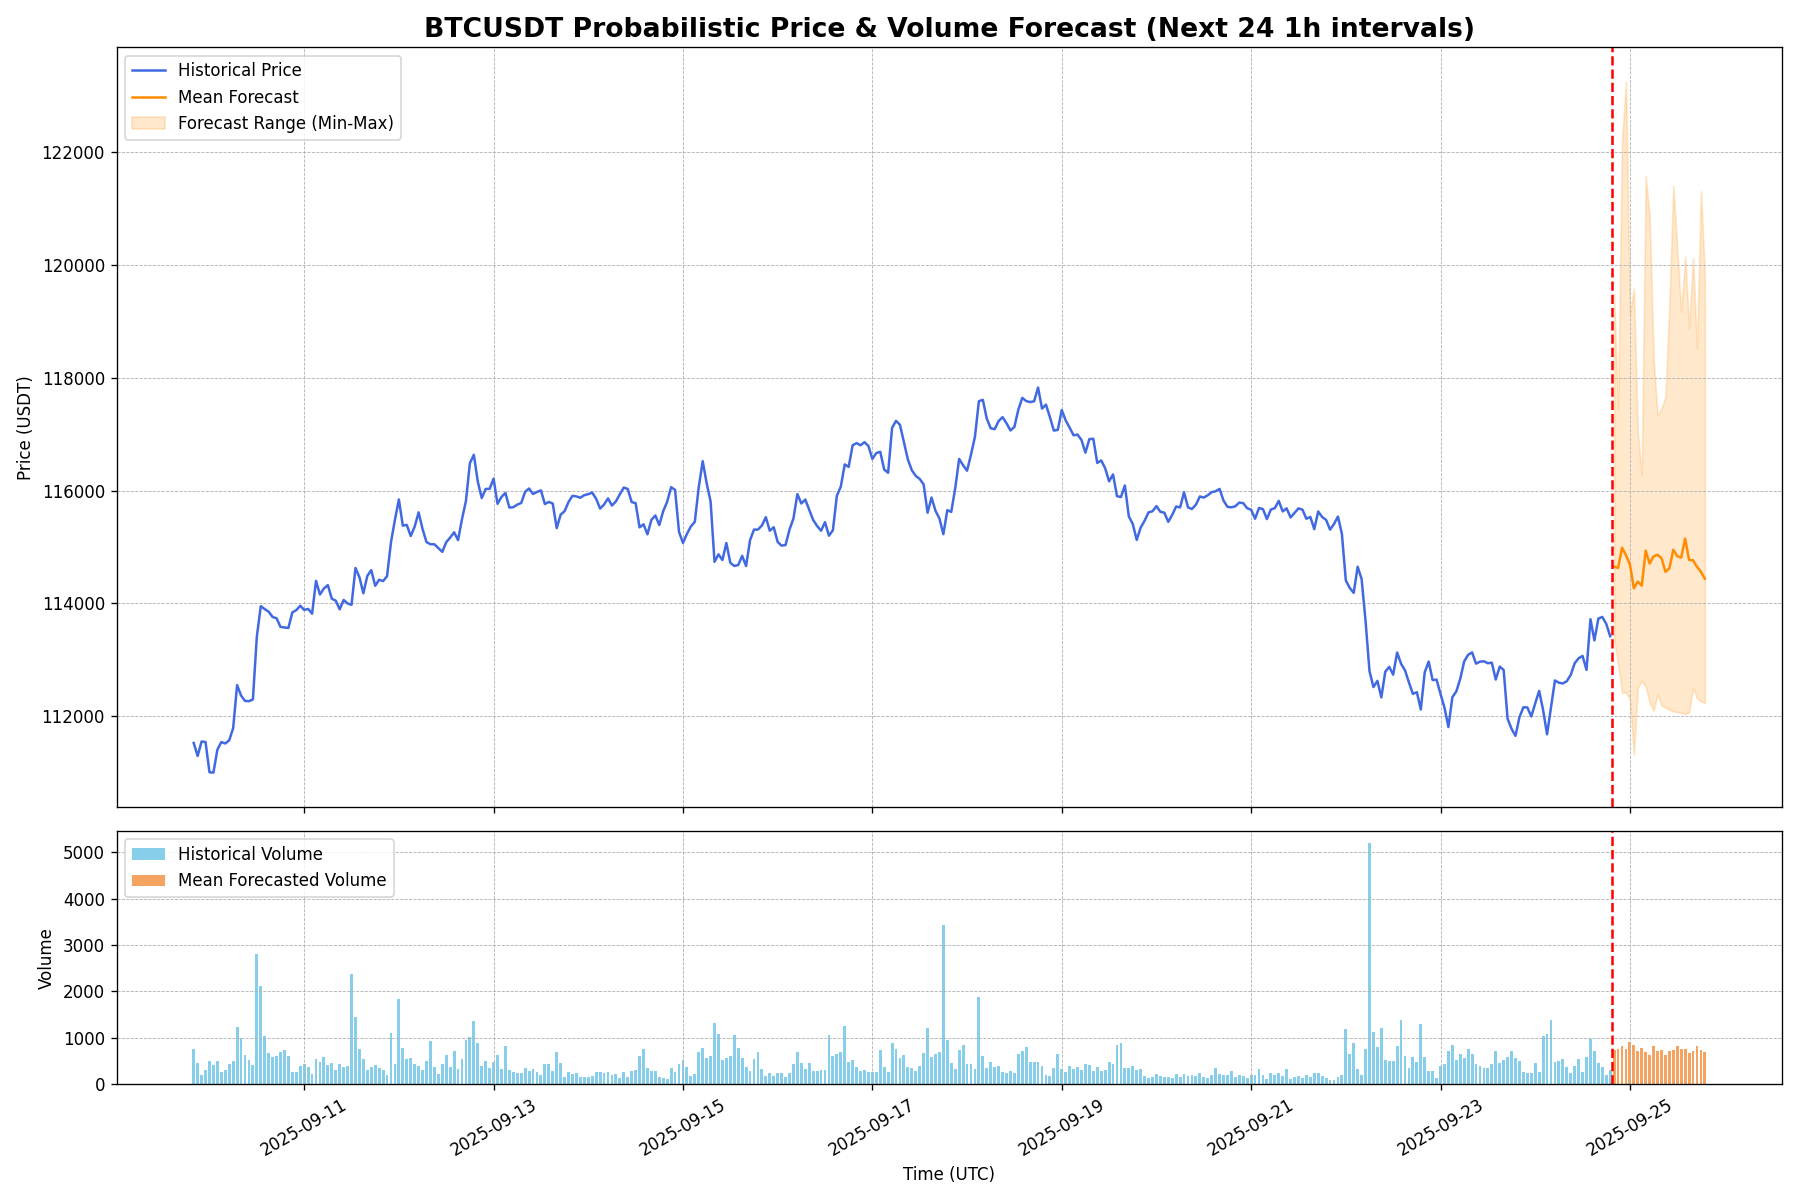 BTCUSDT Probabilistic Price & Volume Forecast (Next 24 1h intervals)
Historical Price
Mean Forecast
Forecast Range (Min-Max)
122000
120000
118000
116000
114000
112000
Price (USDT)
Historical Volume
Mean Forecasted Volume
5000
4000
3000
2000
1000
0
Volume
2025-09-11
2025-09-13
2025-09-15
2025-09-17
2025-09-19
2025-09-21
2025-09-23
2025-09-25
Time (UTC)